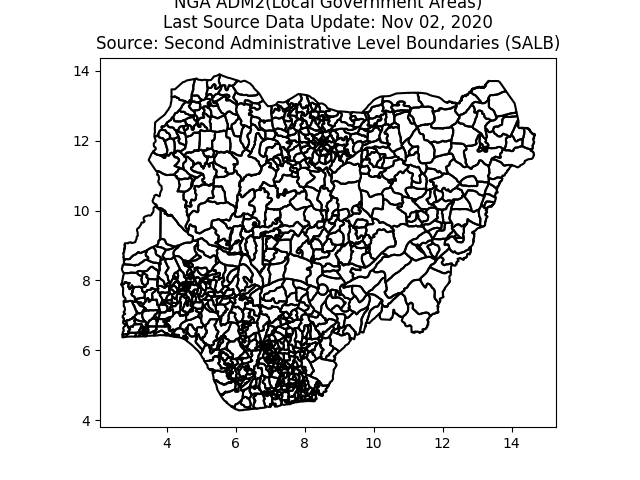 NGA ADM2(Local Government Areas)
Last Source Data Update: Nov 02, 2020
Source: Second Administrative Level Boundaries (SALB)
14
12
10
8
6
4
4 6 8 10 12 14